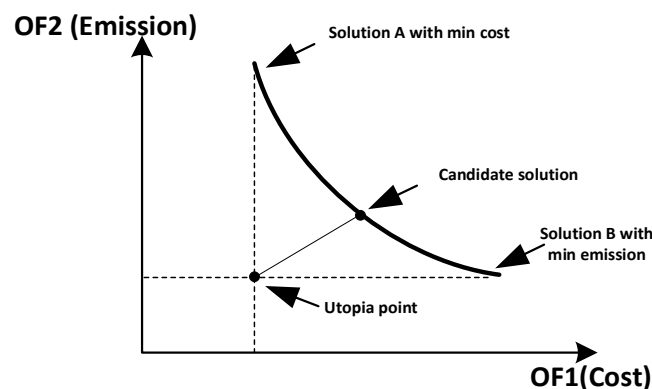 OF2 (Emission)
Solution A with min cost
Candidate solution
Solution B with
min emission
Utopia point
OF1(Cost)